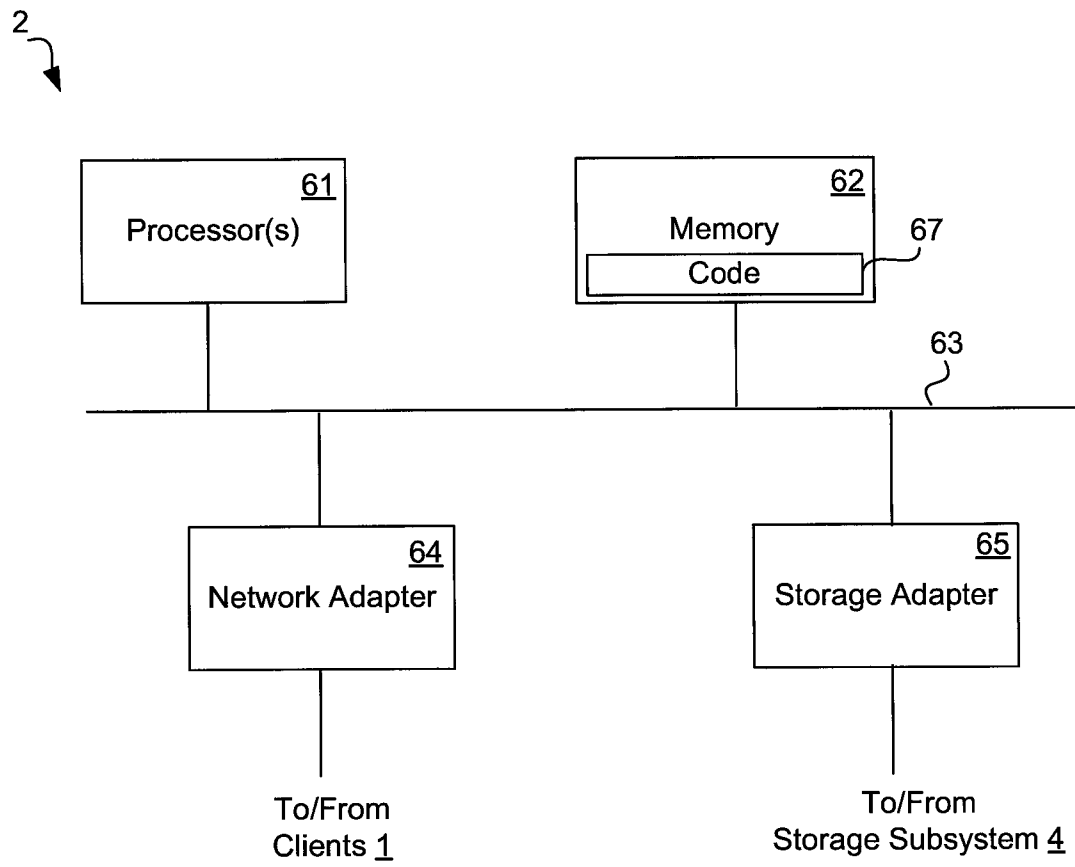 2
61
Processor(s)
62
Memory
67
Code
63
64
Network Adapter
65
Storage Adapter
To/From
Clients 1
To/From
Storage Subsystem 4